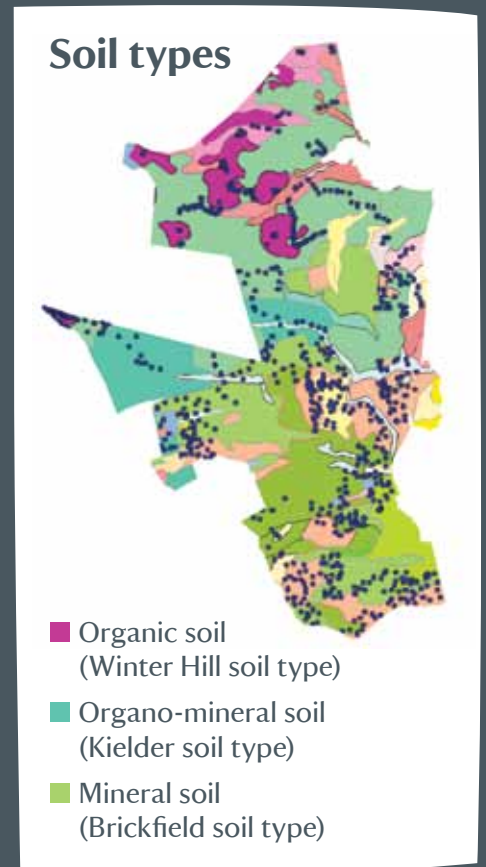 Soil types
Organic soil
(Winter Hill soil type)
Organo-mineral soil
(Kielder soil type)
Mineral soil
(Brickfield soil type)